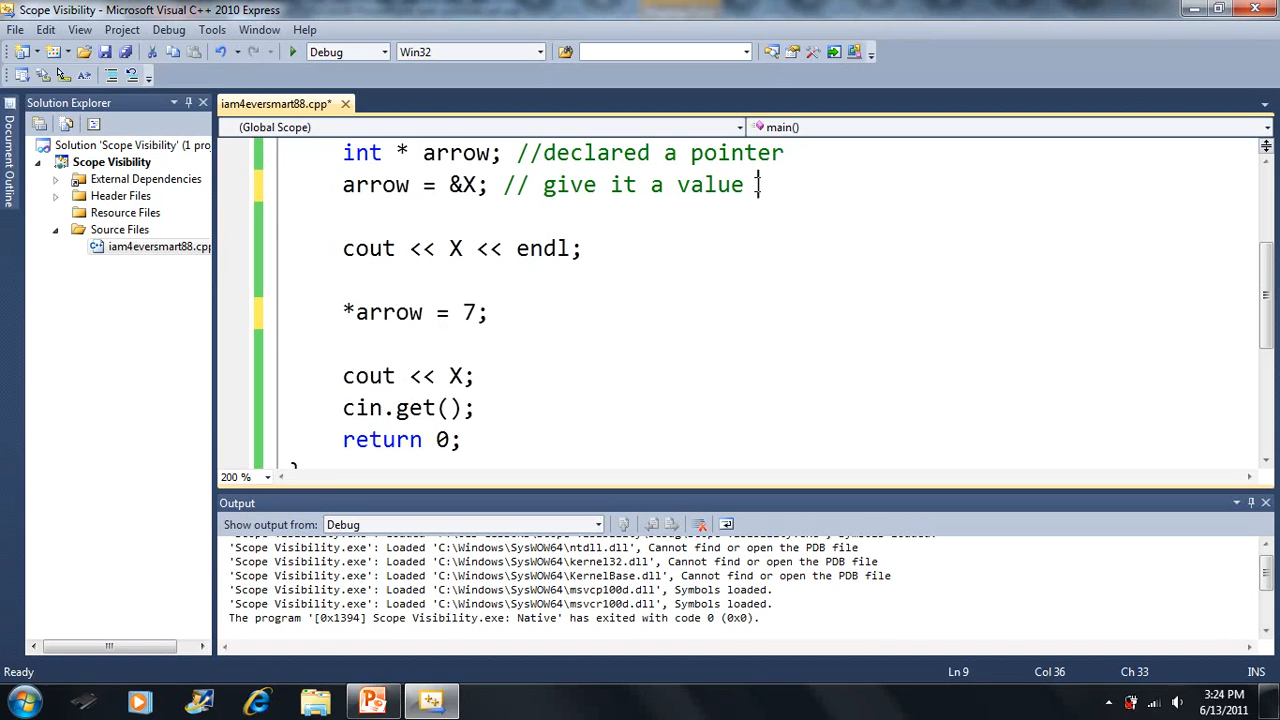 Scope Visibility - Microsoft Visual C++ 2010 Express
File Edit View Project Debug Tools Window Help
Debug Win32
Solution Explorer
iam4eversmart88.cpp*
Document Outline
(Global Scope) main()
Solution 'Scope Visibility' (1 proj
Scope Visibility
External Dependencies
Header Files
Resource Files
Source Files
iam4eversmart88.cpp
int * arrow; //declared a pointer
arrow = &X; // give it a value
cout << X << endl;
*arrow = 7;
cout << X;
cin.get();
return 0;
200 %
Output
Show output from: Debug
'Scope Visibility.exe': Loaded 'C:\Windows\SysWOW64\ntdll.dll', Cannot find or open the PDB file
'Scope Visibility.exe': Loaded 'C:\Windows\SysWOW64\kernel32.dll', Cannot find or open the PDB file
'Scope Visibility.exe': Loaded 'C:\Windows\SysWOW64\KernelBase.dll', Cannot find or open the PDB file
'Scope Visibility.exe': Loaded 'C:\Windows\SysWOW64\msvcp100d.dll', Symbols loaded.
'Scope Visibility.exe': Loaded 'C:\Windows\SysWOW64\msvcr100d.dll', Symbols loaded.
The program '[0x1394] Scope Visibility.exe: Native' has exited with code 0 (0x0).
Ready Ln 9 Col 36 Ch 33 INS
3:24 PM
6/13/2011